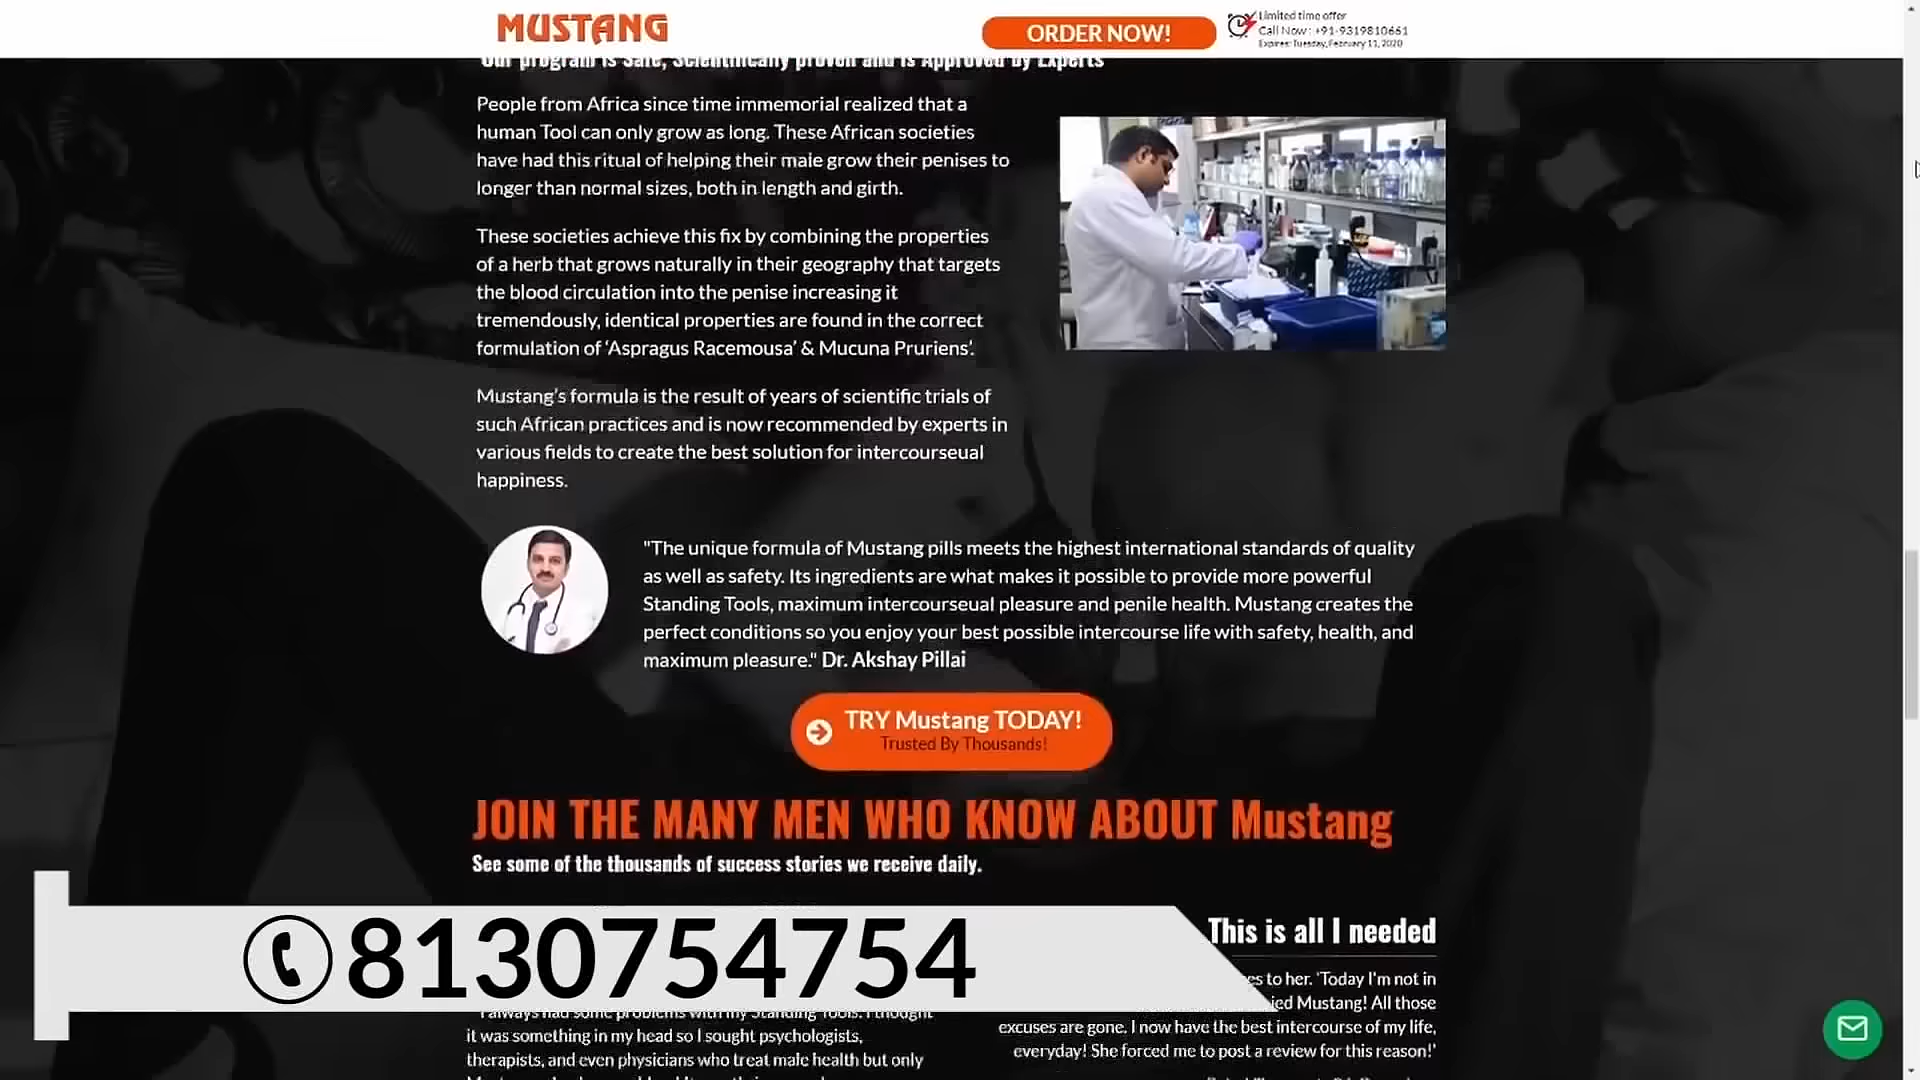 MUSTANG
ORDER NOW!
Limited time offer
Call Now : +91-9319810661
Expires: Tuesday, February 11, 2020
Our program is Safe, Scientifically proven and is Approved by Experts
People from Africa since time immemorial realized that a
human Tool can only grow as long. These African societies
have had this ritual of helping their male grow their penises to
longer than normal sizes, both in length and girth.
These societies achieve this fix by combining the properties
of a herb that grows naturally in their geography that targets
the blood circulation into the penise increasing it
tremendously, identical properties are found in the correct
formulation of ‘Aspragus Racemousa’ & Mucuna Pruriens’.
Mustang’s formula is the result of years of scientific trials of
such African practices and is now recommended by experts in
various fields to create the best solution for intercourseual
happiness.
"The unique formula of Mustang pills meets the highest international standards of quality
as well as safety. Its ingredients are what makes it possible to provide more powerful
Standing Tools, maximum intercourseual pleasure and penile health. Mustang creates the
perfect conditions so you enjoy your best possible intercourse life with safety, health, and
maximum pleasure." Dr. Akshay Pillai
TRY Mustang TODAY!
Trusted By Thousands!
JOIN THE MANY MEN WHO KNOW ABOUT Mustang
See some of the thousands of success stories we receive daily.
8130754754
I always had some problems with my Standing Tools. I thought
it was something in my head so I sought psychologists,
therapists, and even physicians who treat male health but only
This is all I needed
to her. 'Today I'm not in
Mustang! All those
excuses are gone. I now have the best intercourse of my life,
everyday! She forced me to post a review for this reason!'